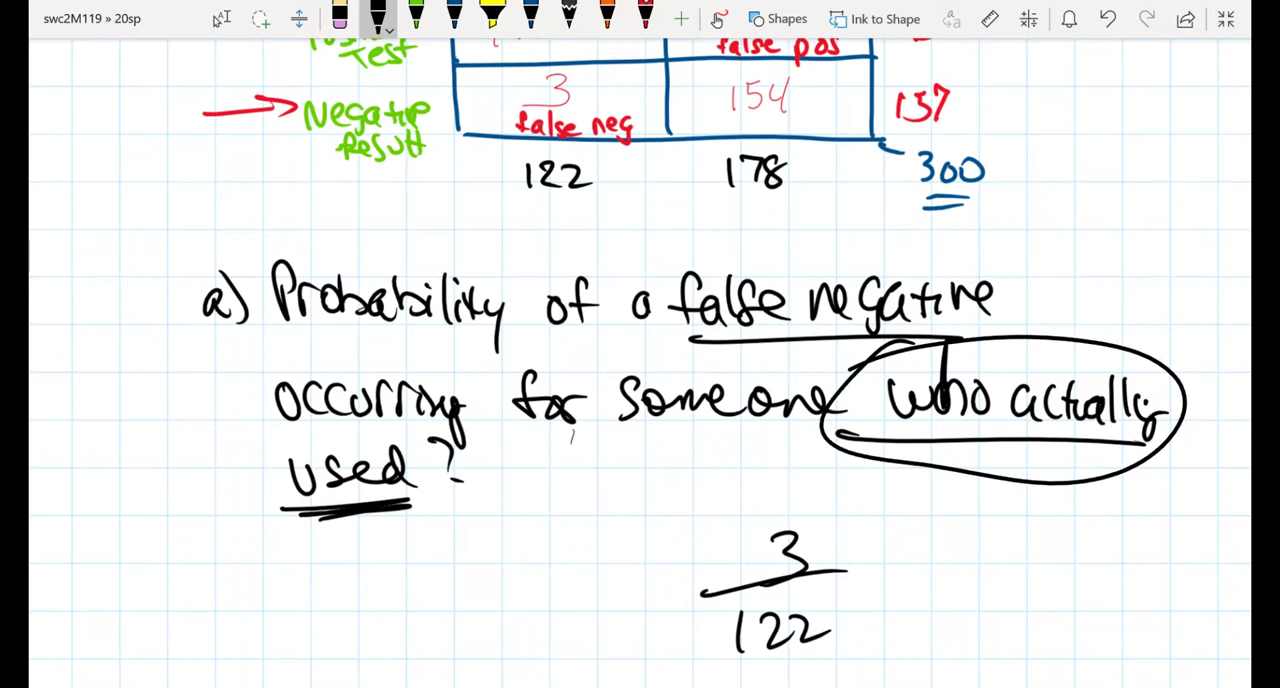 swc2M119 » 20sp
Shapes
Ink to Shape
Test
false pos
Negative
Result
3
false neg
154
157
122
178
300
a) Probability of a false negative
occurring for someone who actually
used?
3
122